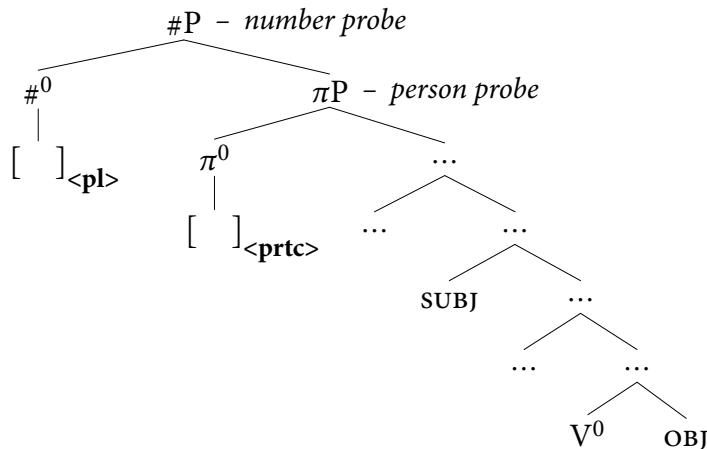 #P – number probe
#⁰ πP – person probe
[ ]<pl> π⁰ ...
[ ]<prtc> ... ...
SUBJ ...
... ...
V⁰ OBJ